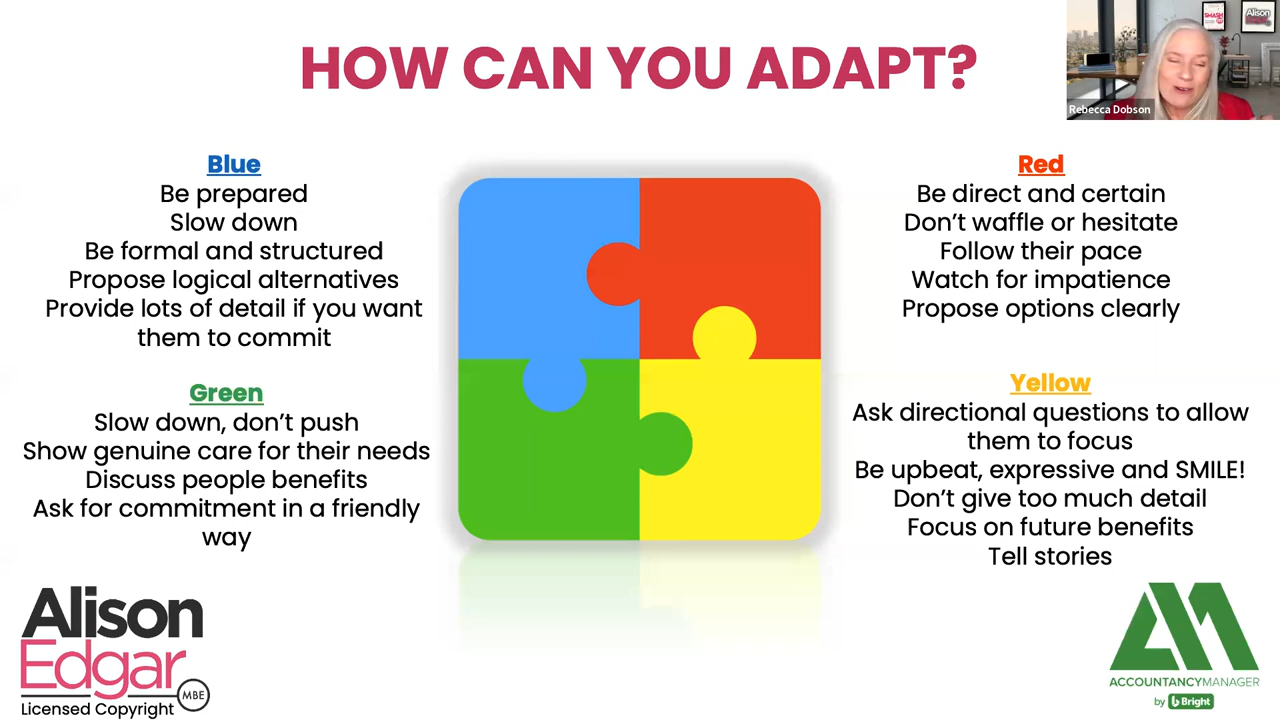 HOW CAN YOU ADAPT?
SMASH
Alison
Rebecca Dobson
Blue
Be prepared
Slow down
Be formal and structured
Propose logical alternatives
Provide lots of detail if you want
them to commit
Red
Be direct and certain
Don’t waffle or hesitate
Follow their pace
Watch for impatience
Propose options clearly
Green
Slow down, don’t push
Show genuine care for their needs
Discuss people benefits
Ask for commitment in a friendly
way
Yellow
Ask directional questions to allow
them to focus
Be upbeat, expressive and SMILE!
Don’t give too much detail
Focus on future benefits
Tell stories
Alison
Edgar
MBE
Licensed Copyright
AM
ACCOUNTANCYMANAGER
by Bright